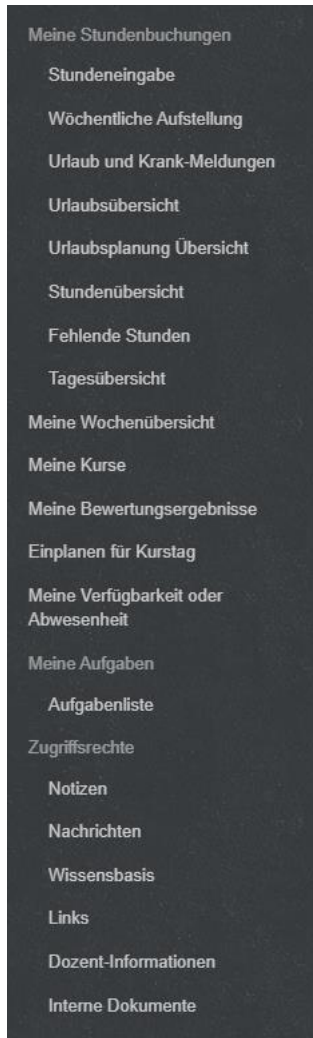 Meine Stundenbuchungen
Stundeneingabe
Wöchentliche Aufstellung
Urlaub und Krank-Meldungen
Urlaubsübersicht
Urlaubsplanung Übersicht
Stundenübersicht
Fehlende Stunden
Tagesübersicht
Meine Wochenübersicht
Meine Kurse
Meine Bewertungsergebnisse
Einplanen für Kurstag
Meine Verfügbarkeit oder
Abwesenheit
Meine Aufgaben
Aufgabenliste
Zugriffsrechte
Notizen
Nachrichten
Wissensbasis
Links
Dozent-Informationen
Interne Dokumente